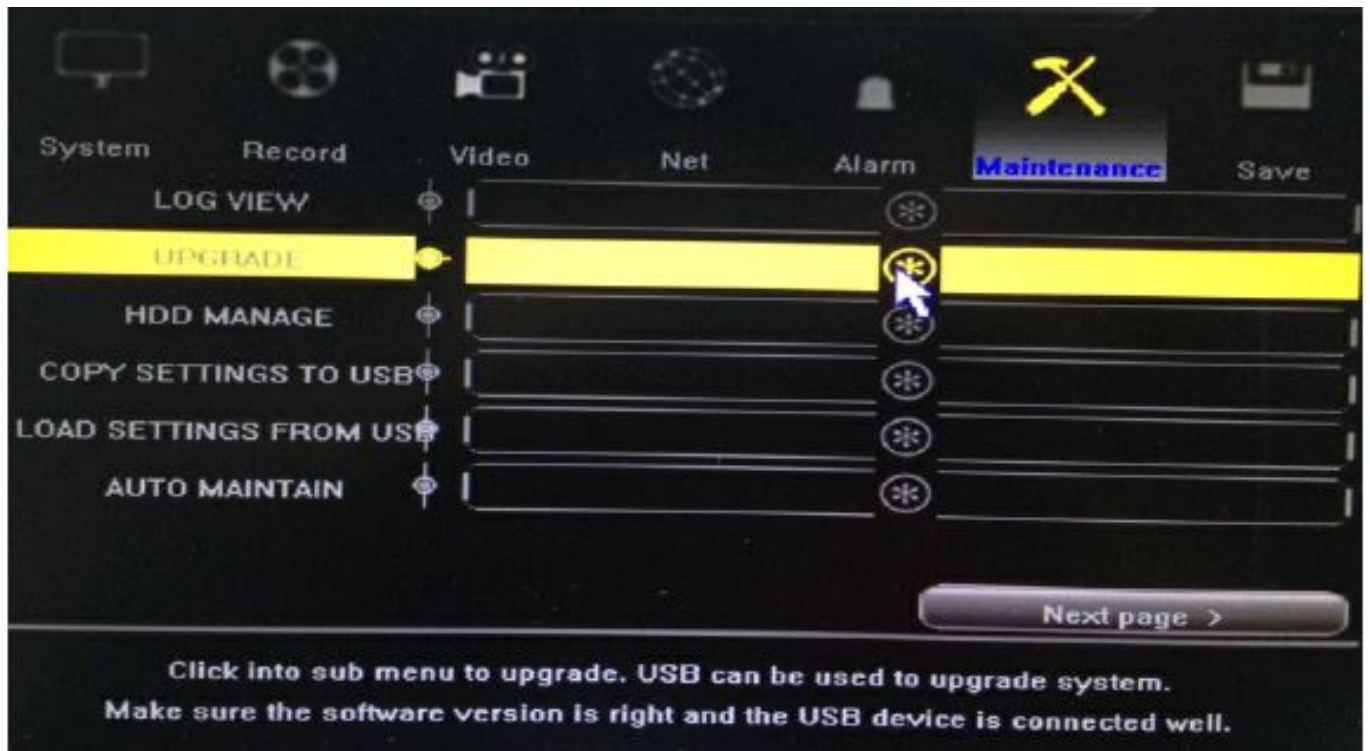 System Record Video Net Alarm Maintenance Save
LOG VIEW
UPGRADE
HDD MANAGE
COPY SETTINGS TO USB
LOAD SETTINGS FROM USB
AUTO MAINTAIN
Next page >
Click into sub menu to upgrade. USB can be used to upgrade system.
Make sure the software version is right and the USB device is connected well.